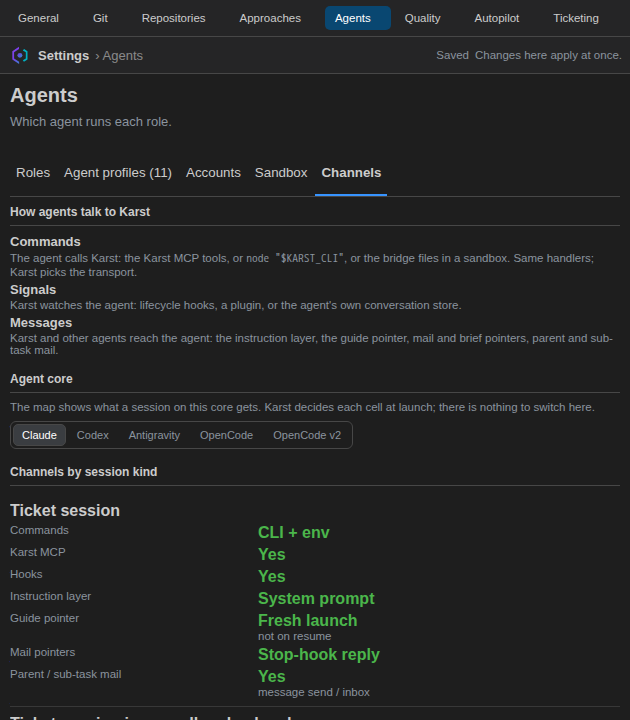 General Git Repositories Approaches Agents Quality Autopilot Ticketing
Settings › Agents Saved Changes here apply at once.
Agents
Which agent runs each role.
Roles Agent profiles (11) Accounts Sandbox Channels
How agents talk to Karst
Commands
The agent calls Karst: the Karst MCP tools, or node "$KARST_CLI", or the bridge files in a sandbox. Same handlers;
Karst picks the transport.
Signals
Karst watches the agent: lifecycle hooks, a plugin, or the agent's own conversation store.
Messages
Karst and other agents reach the agent: the instruction layer, the guide pointer, mail and brief pointers, parent and sub-
task mail.
Agent core
The map shows what a session on this core gets. Karst decides each cell at launch; there is nothing to switch here.
Claude Codex Antigravity OpenCode OpenCode v2
Channels by session kind
Ticket session
Commands CLI + env
Karst MCP Yes
Hooks Yes
Instruction layer System prompt
Guide pointer Fresh launch
not on resume
Mail pointers Stop-hook reply
Parent / sub-task mail Yes
message send / inbox